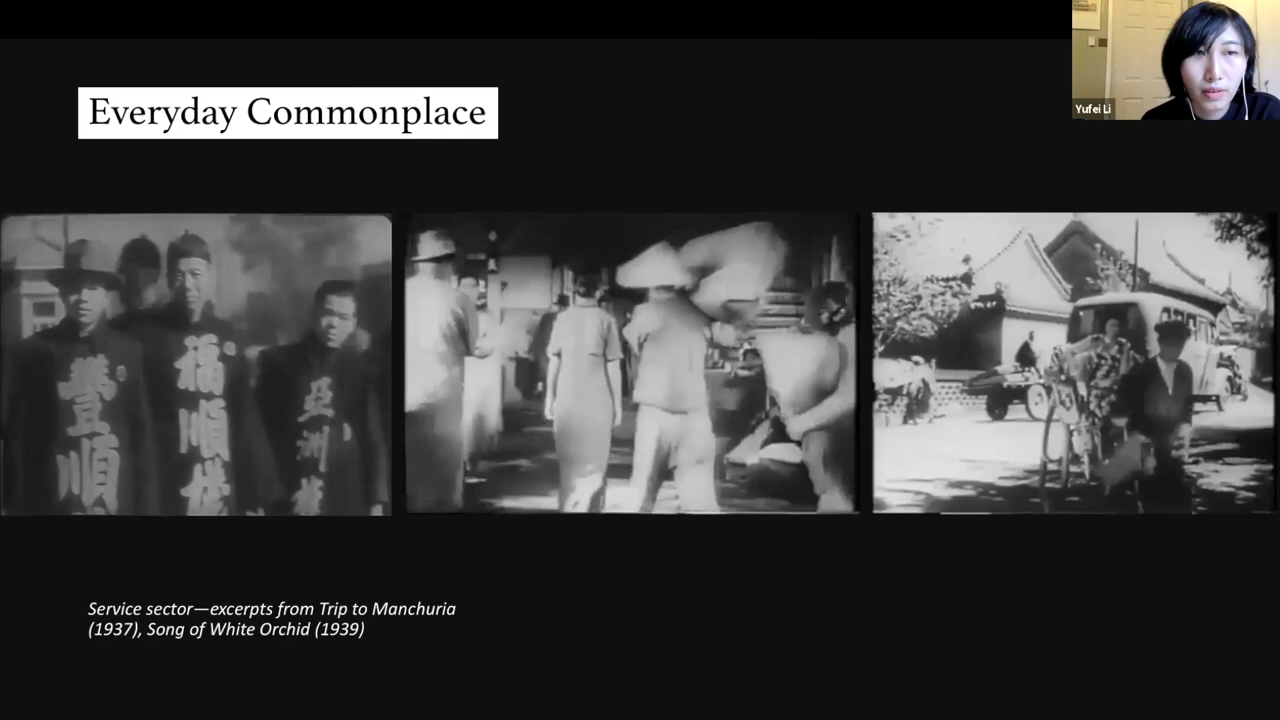 Everyday Commonplace
Yufei Li
豐順
福順棧
亞洲
Service sector—excerpts from Trip to Manchuria
(1937), Song of White Orchid (1939)